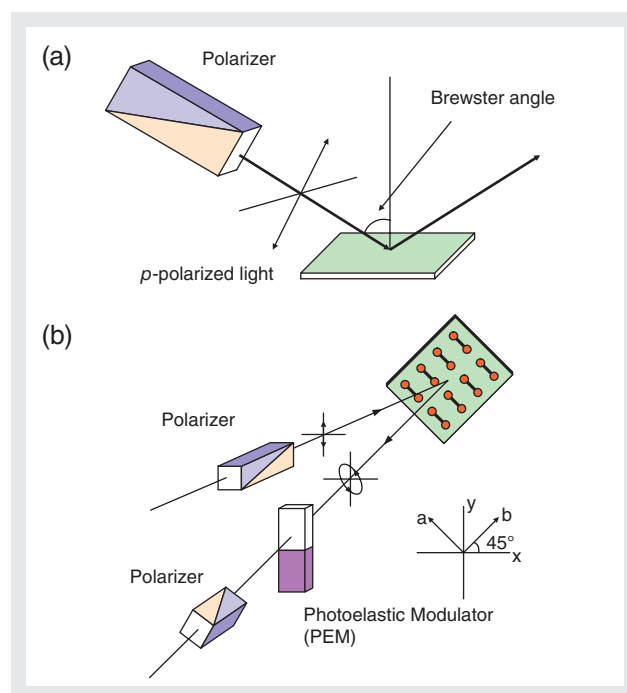 (a)
Polarizer
Brewster angle
p-polarized light
(b)
Polarizer
a
y
b
45°
x
Polarizer
Photoelastic Modulator
(PEM)